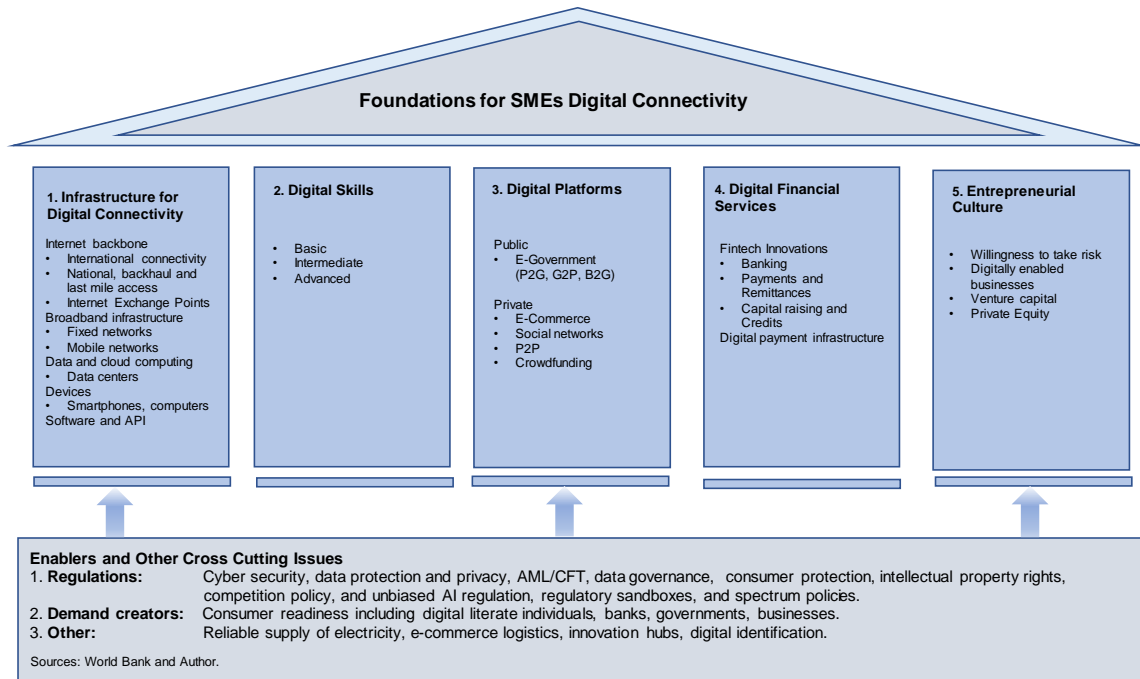 Foundations for SMEs Digital Connectivity
1. Infrastructure for
Digital Connectivity
Internet backbone
• International connectivity
• National, backhaul and
last mile access
• Internet Exchange Points
Broadband infrastructure
• Fixed networks
• Mobile networks
Data and cloud computing
• Data centers
Devices
• Smartphones, computers
Software and API
2. Digital Skills
• Basic
• Intermediate
• Advanced
3. Digital Platforms
Public
• E-Government
(P2G, G2P, B2G)
Private
• E-Commerce
• Social networks
• P2P
• Crowdfunding
4. Digital Financial
Services
Fintech Innovations
• Banking
• Payments and
Remittances
• Capital raising and
Credits
Digital payment infrastructure
5. Entrepreneurial
Culture
• Willingness to take risk
• Digitally enabled
businesses
• Venture capital
• Private Equity
Enablers and Other Cross Cutting Issues
1. Regulations: Cyber security, data protection and privacy, AML/CFT, data governance, consumer protection, intellectual property rights,
competition policy, and unbiased AI regulation, regulatory sandboxes, and spectrum policies.
2. Demand creators: Consumer readiness including digital literate individuals, banks, governments, businesses.
3. Other: Reliable supply of electricity, e-commerce logistics, innovation hubs, digital identification.
Sources: World Bank and Author.